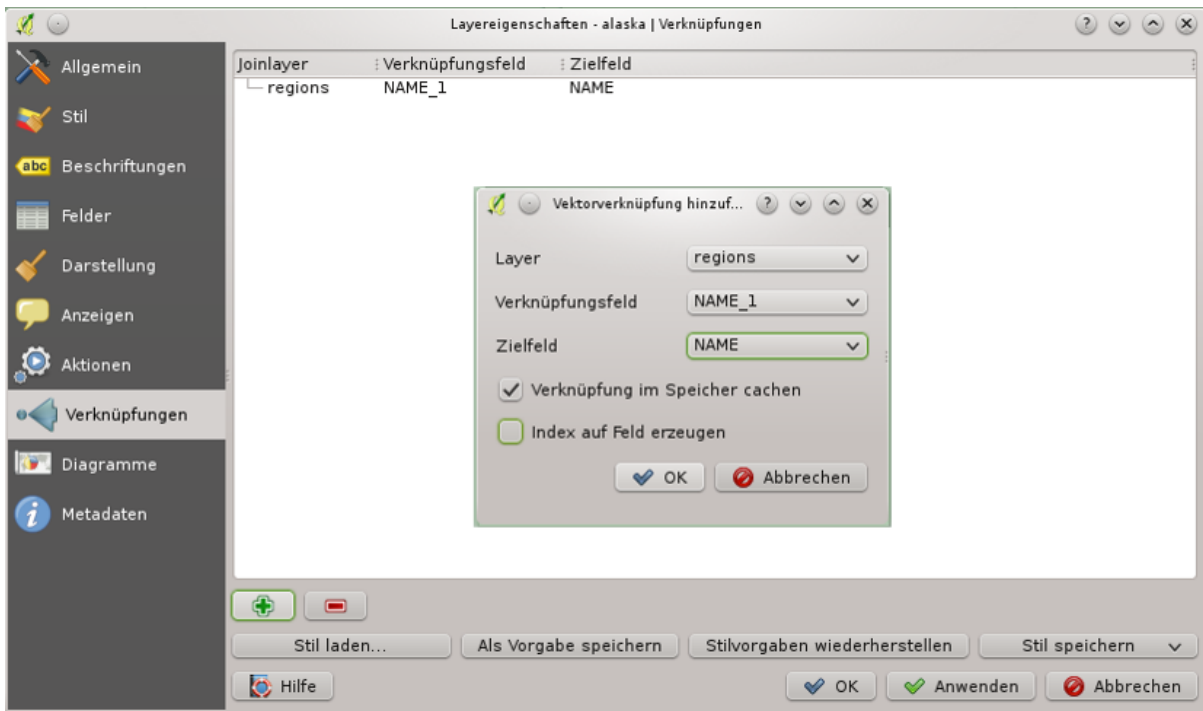 Layereigenschaften - alaska | Verknüpfungen
Allgemein
Stil
abc Beschriftungen
Felder
Darstellung
Anzeigen
Aktionen
Verknüpfungen
Diagramme
Metadaten
Joinlayer Verknüpfungsfeld Zielfeld
regions NAME_1 NAME
Vektorverknüpfung hinzuf...
Layer regions
Verknüpfungsfeld NAME_1
Zielfeld NAME
Verknüpfung im Speicher cachen
Index auf Feld erzeugen
OK Abbrechen
Stil laden... Als Vorgabe speichern Stilvorgaben wiederherstellen Stil speichern
Hilfe OK Anwenden Abbrechen